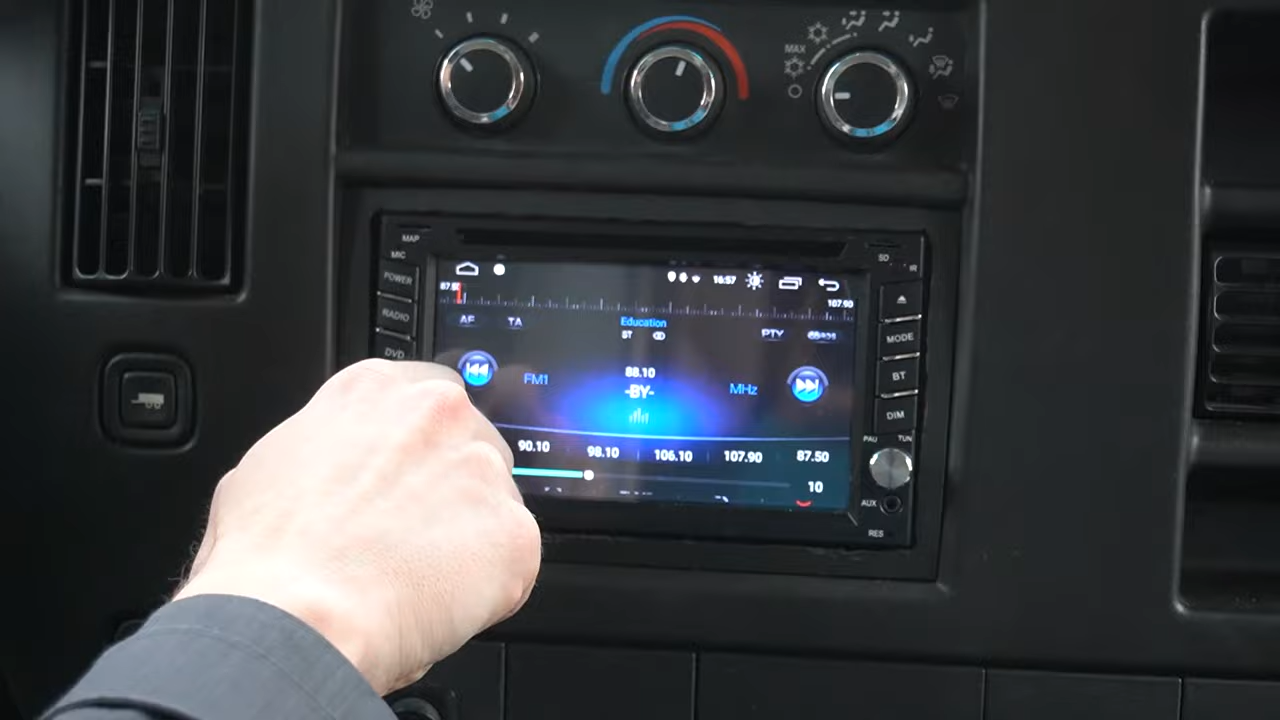 MAX
MAP
MIC
POWER
RADIO
DVD
16:57
87.50
107.90
AF
TA
Education
ST
PTY
FM1
88.10
-BY-
MHz
90.10
98.10
106.10
107.90
87.50
10
SD
IR
MODE
BT
DIM
PAU
TUN
AUX
RES